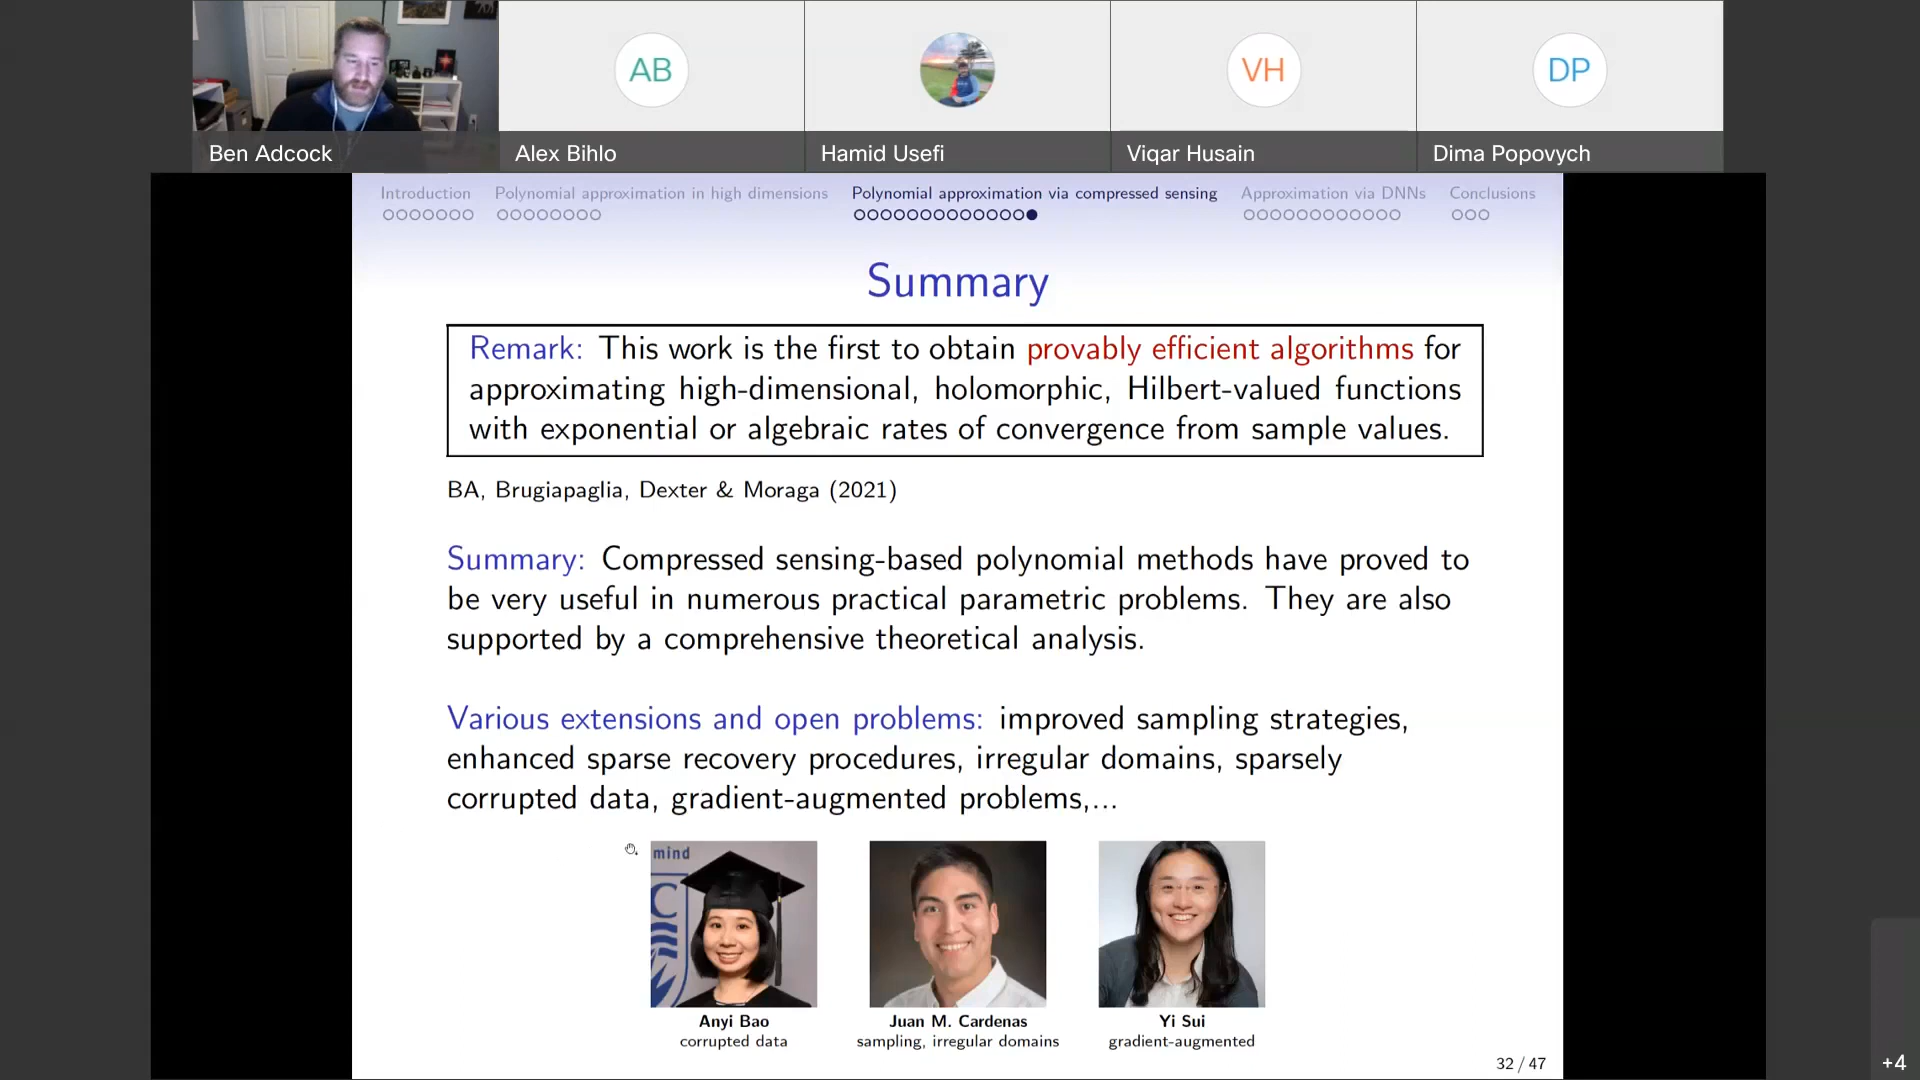 AB
VH
DP
Ben Adcock
Alex Bihlo
Hamid Usefi
Viqar Husain
Dima Popovych
Introduction
Polynomial approximation in high dimensions
Polynomial approximation via compressed sensing
Approximation via DNNs
Conclusions
Summary
Remark: This work is the first to obtain provably efficient algorithms for
approximating high-dimensional, holomorphic, Hilbert-valued functions
with exponential or algebraic rates of convergence from sample values.
BA, Brugiapaglia, Dexter & Moraga (2021)
Summary: Compressed sensing-based polynomial methods have proved to
be very useful in numerous practical parametric problems. They are also
supported by a comprehensive theoretical analysis.
Various extensions and open problems: improved sampling strategies,
enhanced sparse recovery procedures, irregular domains, sparsely
corrupted data, gradient-augmented problems,...
mind
Anyi Bao
corrupted data
Juan M. Cardenas
sampling, irregular domains
Yi Sui
gradient-augmented
32 / 47
+4